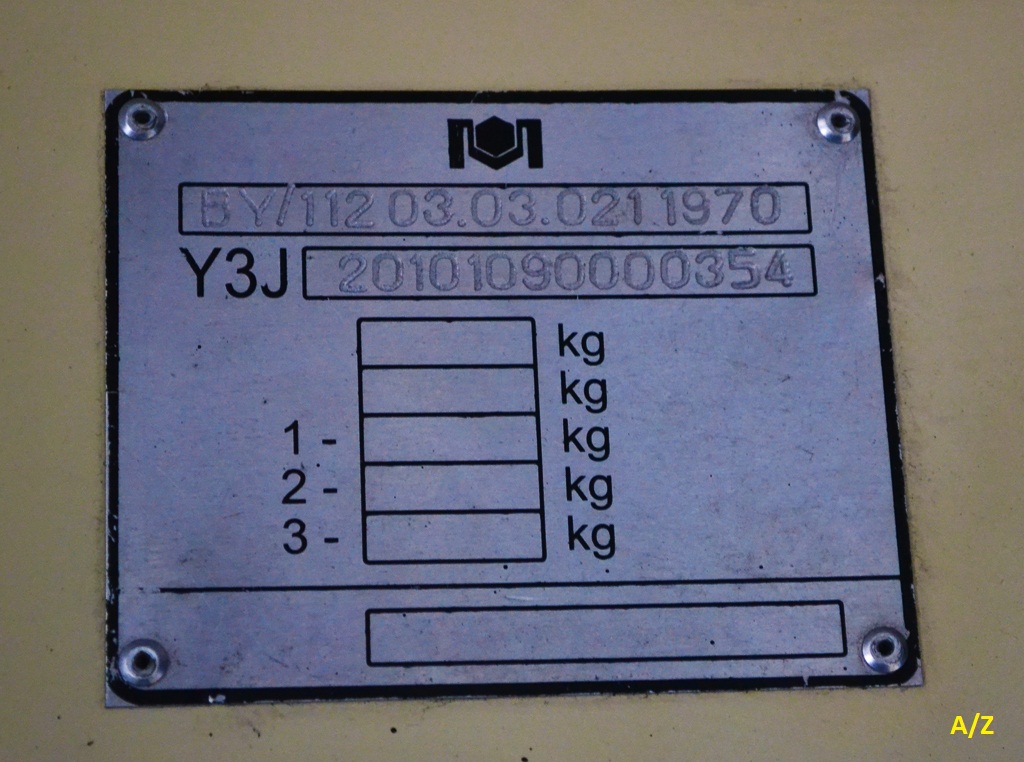 BY/112 03.03.021 1970
Y3J 20101090000354
kg
kg
1 - kg
2 - kg
3 - kg
A/Z